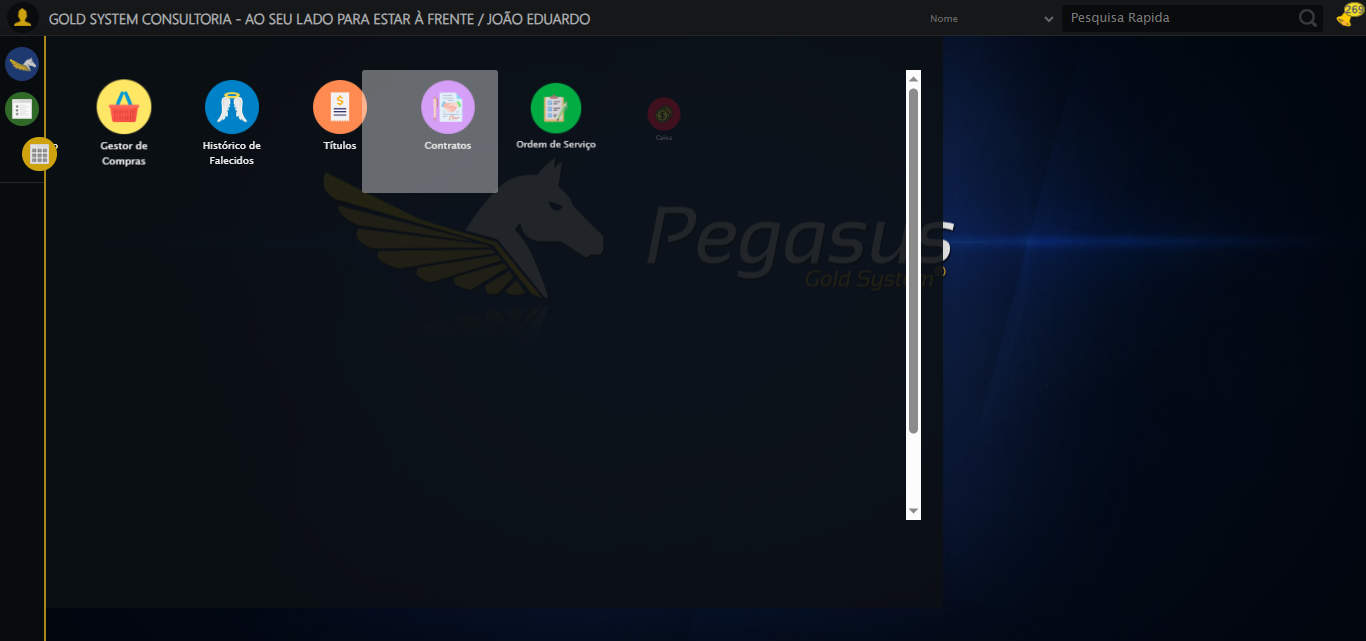 GOLD SYSTEM CONSULTORIA - AO SEU LADO PARA ESTAR À FRENTE / JOÃO EDUARDO
Nome
Pesquisa Rapida
269
Gestor de
Compras
Histórico de
Falecidos
Títulos
Contratos
Ordem de Serviço
Caixa
Pegasus
Gold System®